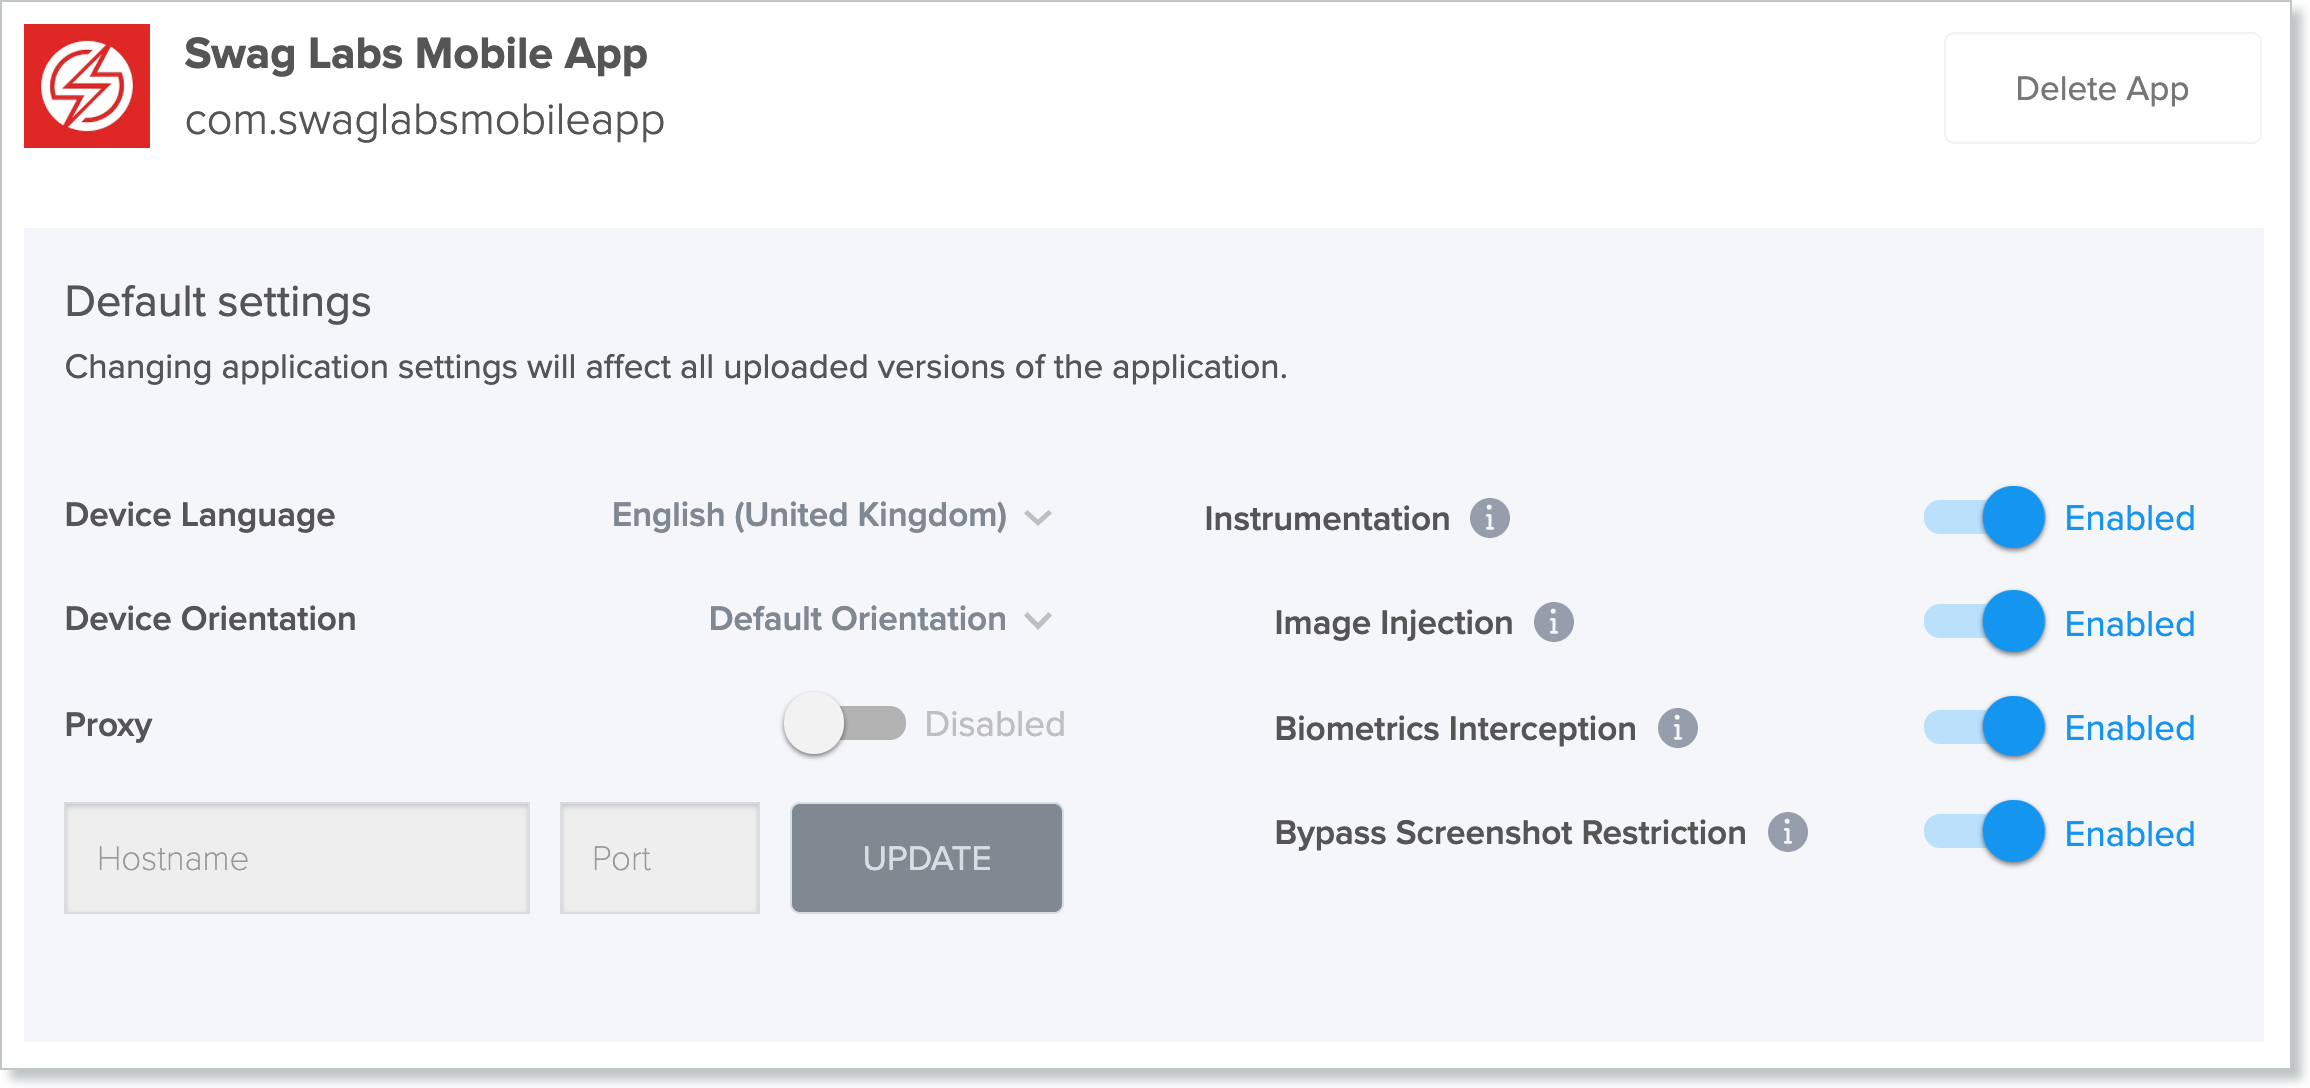 Swag Labs Mobile App
com.swaglabsmobileapp
Delete App
Default settings
Changing application settings will affect all uploaded versions of the application.
Device Language
English (United Kingdom)
Device Orientation
Default Orientation
Proxy
Disabled
Hostname
Port
UPDATE
Instrumentation
i
Enabled
Image Injection
i
Enabled
Biometrics Interception
i
Enabled
Bypass Screenshot Restriction
i
Enabled